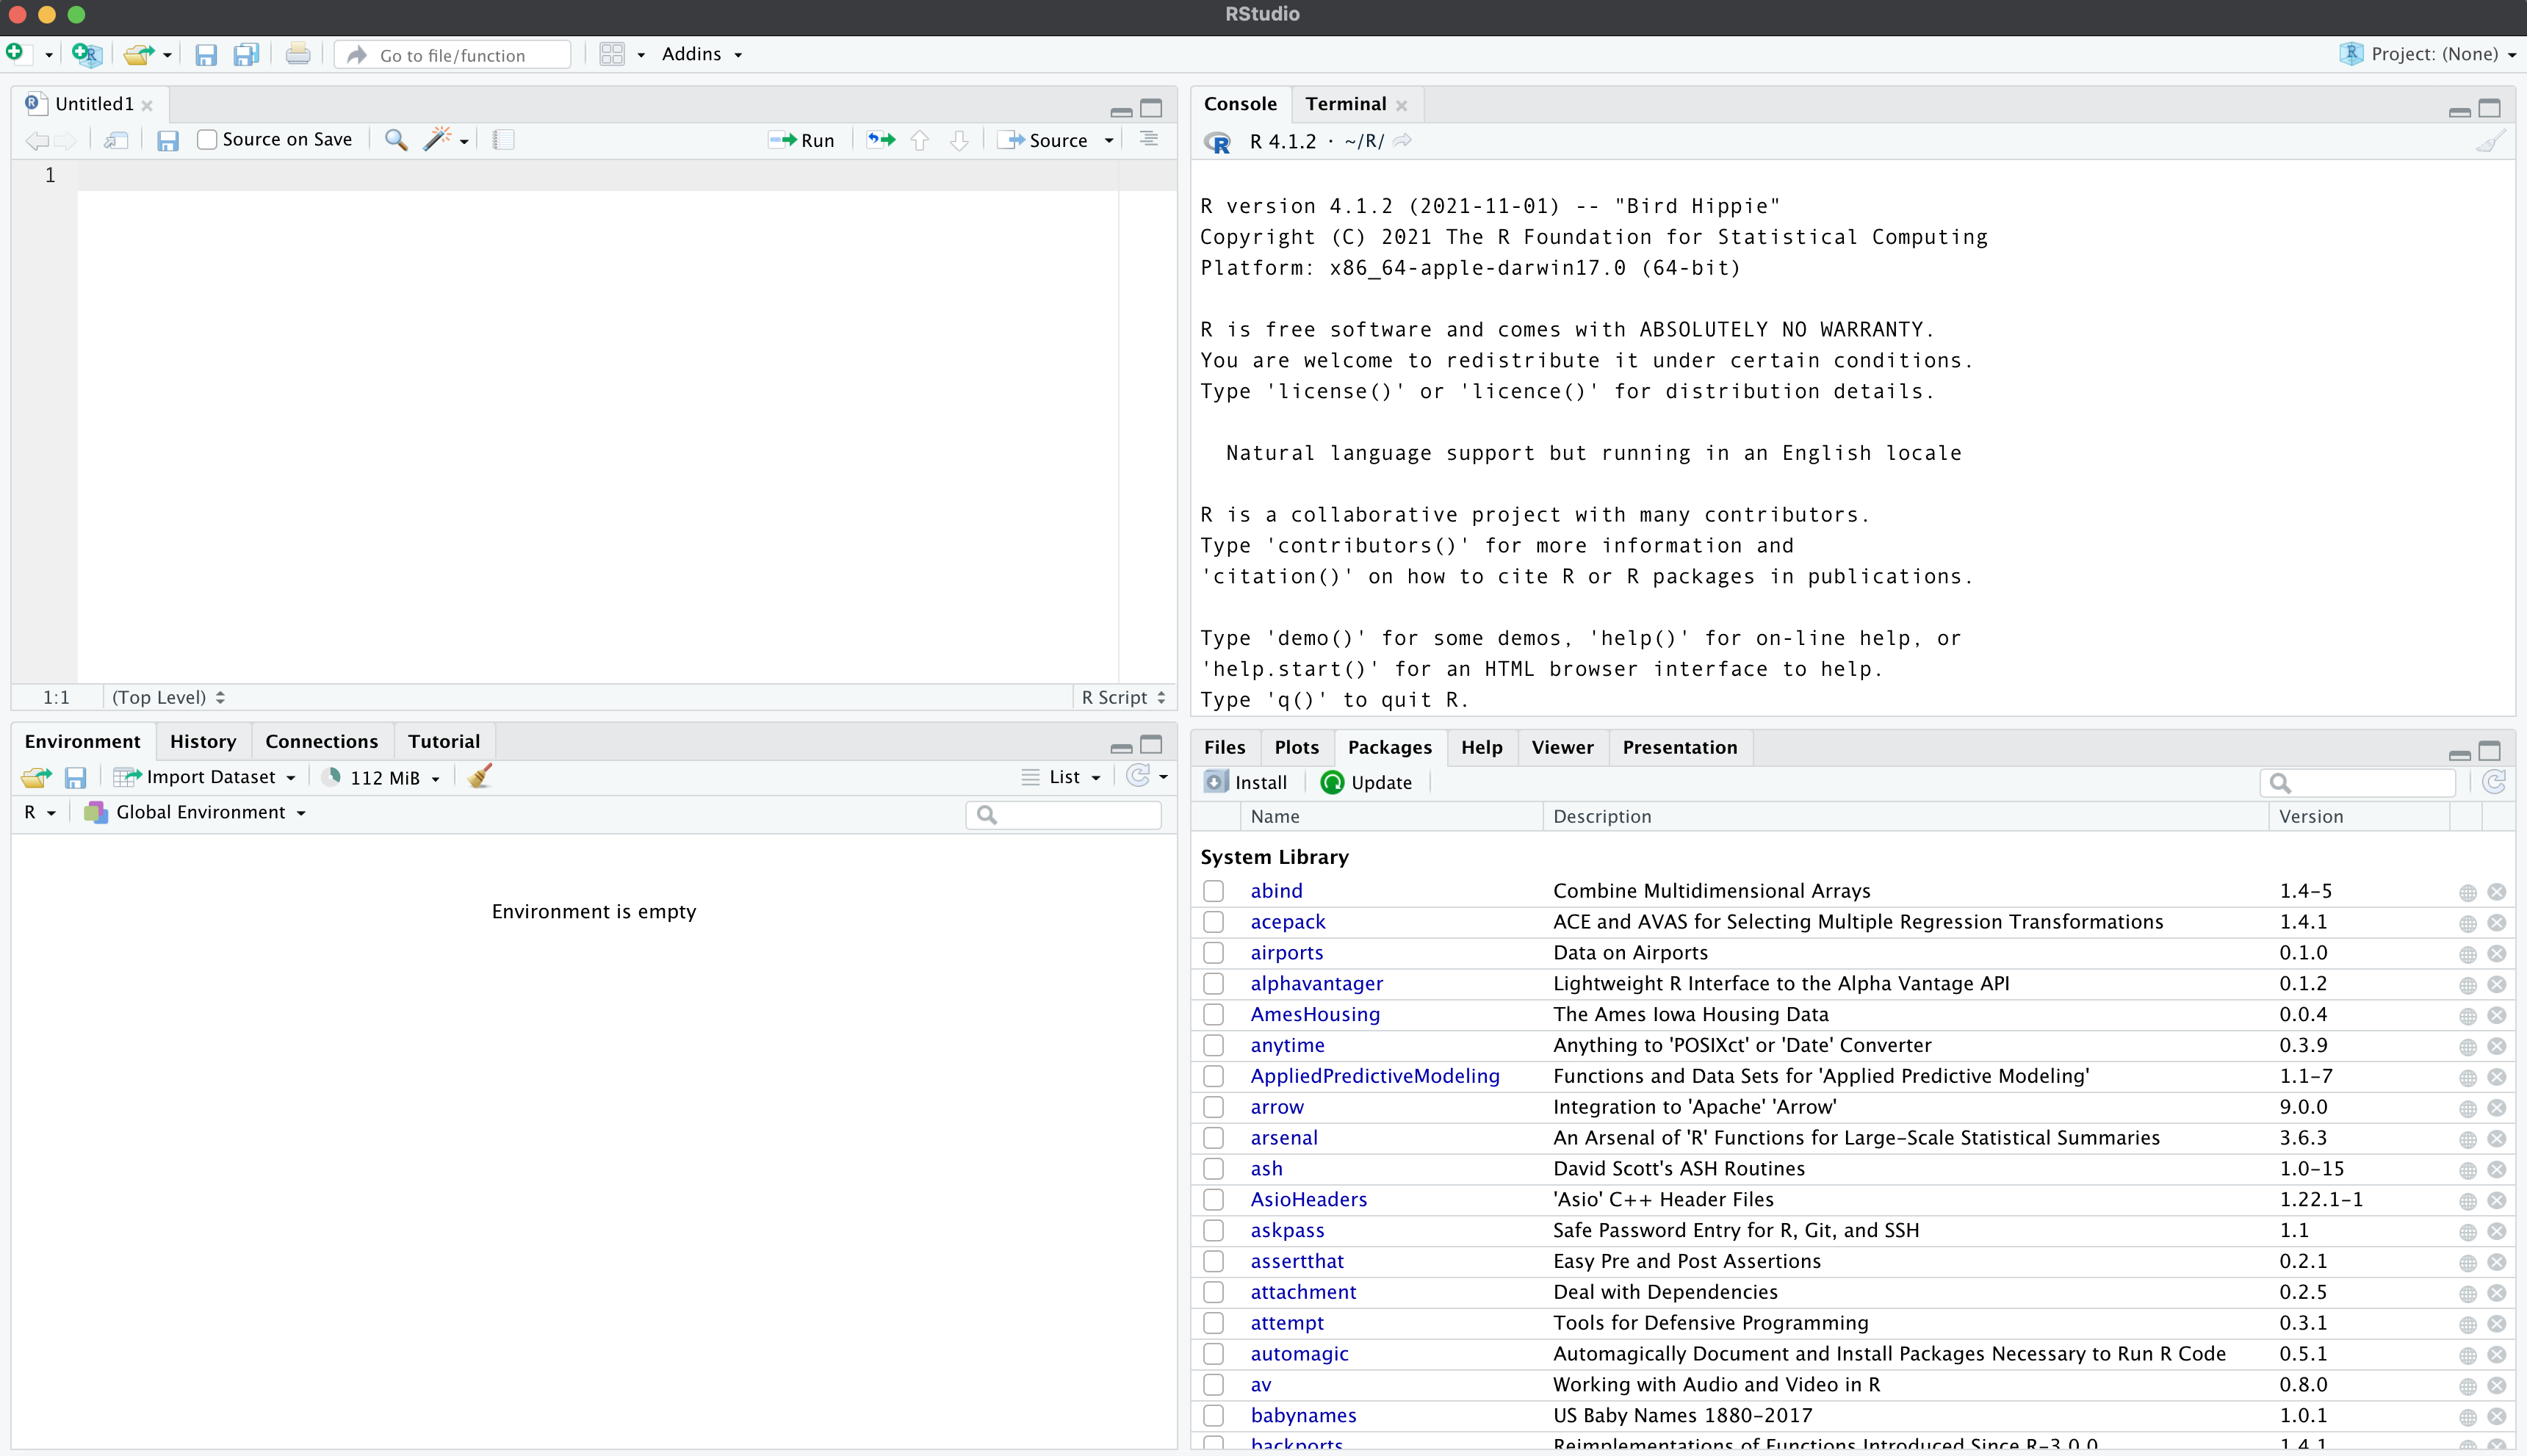 RStudio
Go to file/function Addins Project: (None)
Untitled1
Source on Save Run Source
1
1:1 (Top Level) R Script
Console Terminal
R 4.1.2 · ~/R/
R version 4.1.2 (2021-11-01) -- "Bird Hippie"
Copyright (C) 2021 The R Foundation for Statistical Computing
Platform: x86_64-apple-darwin17.0 (64-bit)
R is free software and comes with ABSOLUTELY NO WARRANTY.
You are welcome to redistribute it under certain conditions.
Type 'license()' or 'licence()' for distribution details.
Natural language support but running in an English locale
R is a collaborative project with many contributors.
Type 'contributors()' for more information and
'citation()' on how to cite R or R packages in publications.
Type 'demo()' for some demos, 'help()' for on-line help, or
'help.start()' for an HTML browser interface to help.
Type 'q()' to quit R.
Environment History Connections Tutorial
Import Dataset 112 MiB List
R Global Environment
Environment is empty
Files Plots Packages Help Viewer Presentation
Install Update
Name Description Version
System Library
abind Combine Multidimensional Arrays 1.4-5
acepack ACE and AVAS for Selecting Multiple Regression Transformations 1.4.1
airports Data on Airports 0.1.0
alphavantager Lightweight R Interface to the Alpha Vantage API 0.1.2
AmesHousing The Ames Iowa Housing Data 0.0.4
anytime Anything to 'POSIXct' or 'Date' Converter 0.3.9
AppliedPredictiveModeling Functions and Data Sets for 'Applied Predictive Modeling' 1.1-7
arrow Integration to 'Apache' 'Arrow' 9.0.0
arsenal An Arsenal of 'R' Functions for Large-Scale Statistical Summaries 3.6.3
ash David Scott's ASH Routines 1.0-15
AsioHeaders 'Asio' C++ Header Files 1.22.1-1
askpass Safe Password Entry for R, Git, and SSH 1.1
assertthat Easy Pre and Post Assertions 0.2.1
attachment Deal with Dependencies 0.2.5
attempt Tools for Defensive Programming 0.3.1
automagic Automagically Document and Install Packages Necessary to Run R Code 0.5.1
av Working with Audio and Video in R 0.8.0
babynames US Baby Names 1880-2017 1.0.1
backports Reimplementations of Functions Introduced Since R-3.0.0 1.4.1